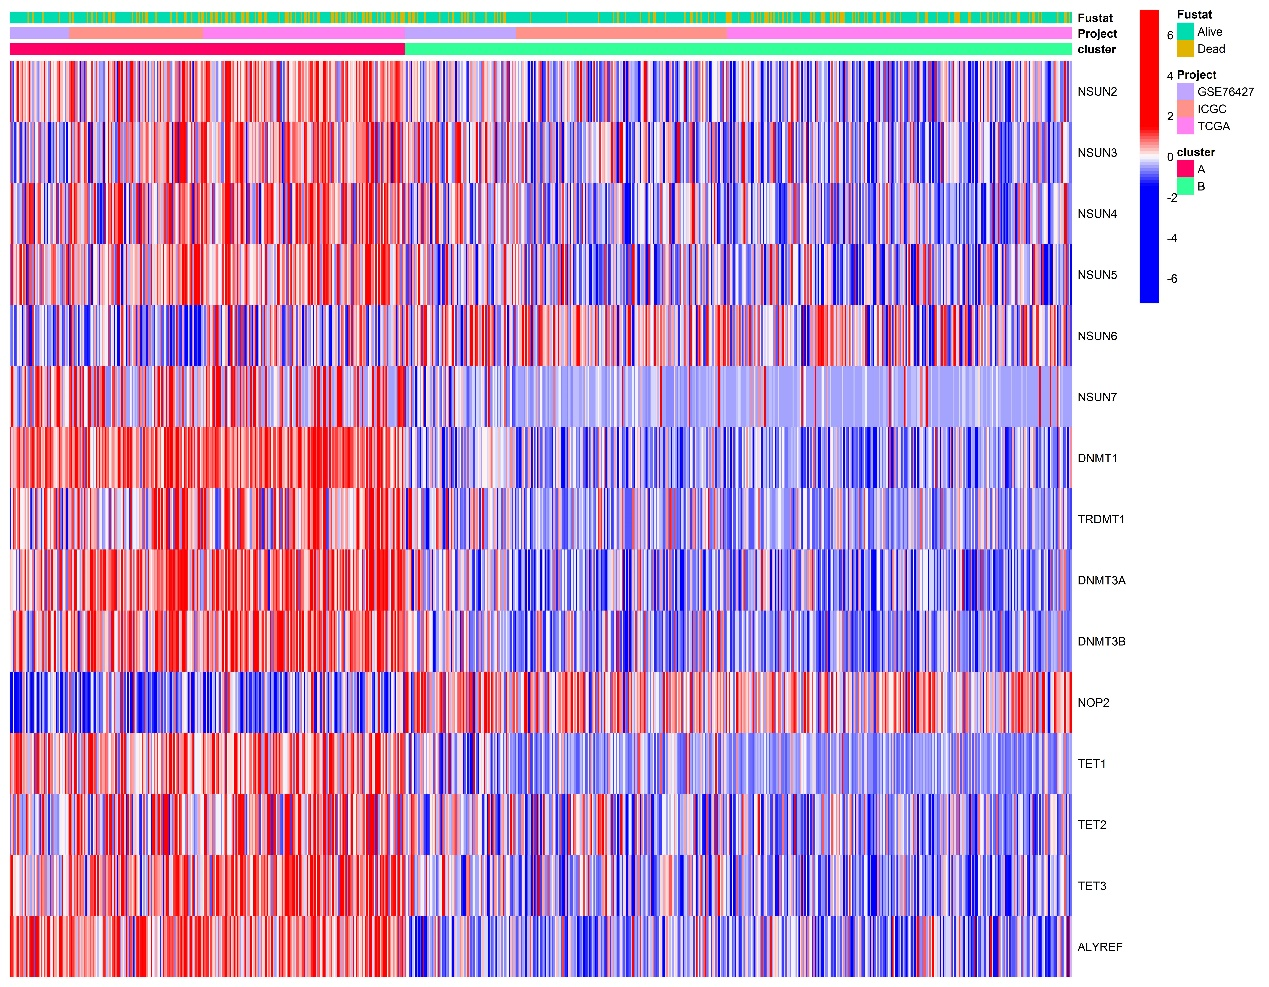 Fustat
Project
cluster
NSUN2
NSUN3
NSUN4
NSUN5
NSUN6
NSUN7
DNMT1
TRDMT1
DNMT3A
DNMT3B
NOP2
TET1
TET2
TET3
ALYREF
6
4
2
0
-2
-4
-6
Fustat
Alive
Dead
Project
GSE76427
ICGC
TCGA
cluster
A
B